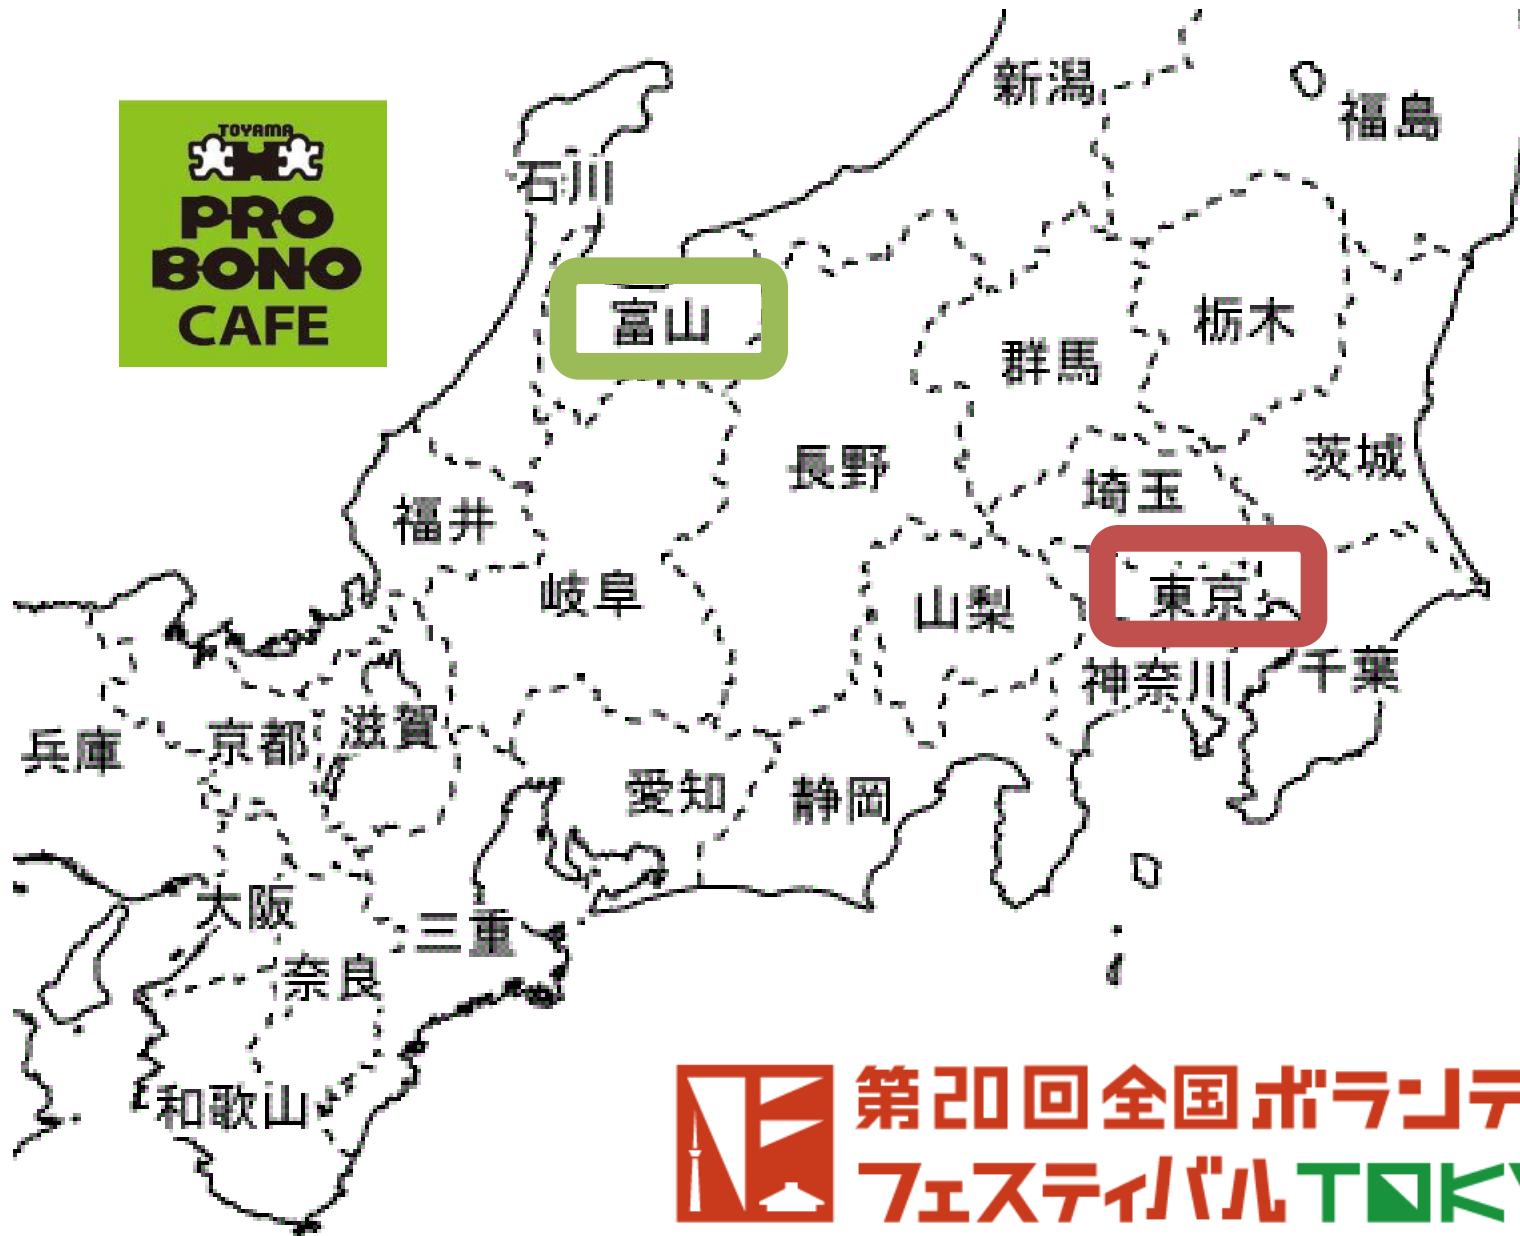 TOYAMA
PRO
BONO
CAFE
新潟
福島
石川
富山
栃木
群馬
長野
茨城
埼玉
福井
岐阜
山梨
東京
神奈川
千葉
兵庫
京都
滋賀
愛知
静岡
大阪
三重
奈良
和歌山
第20回全国ボランテ
フェスティバルTOKY